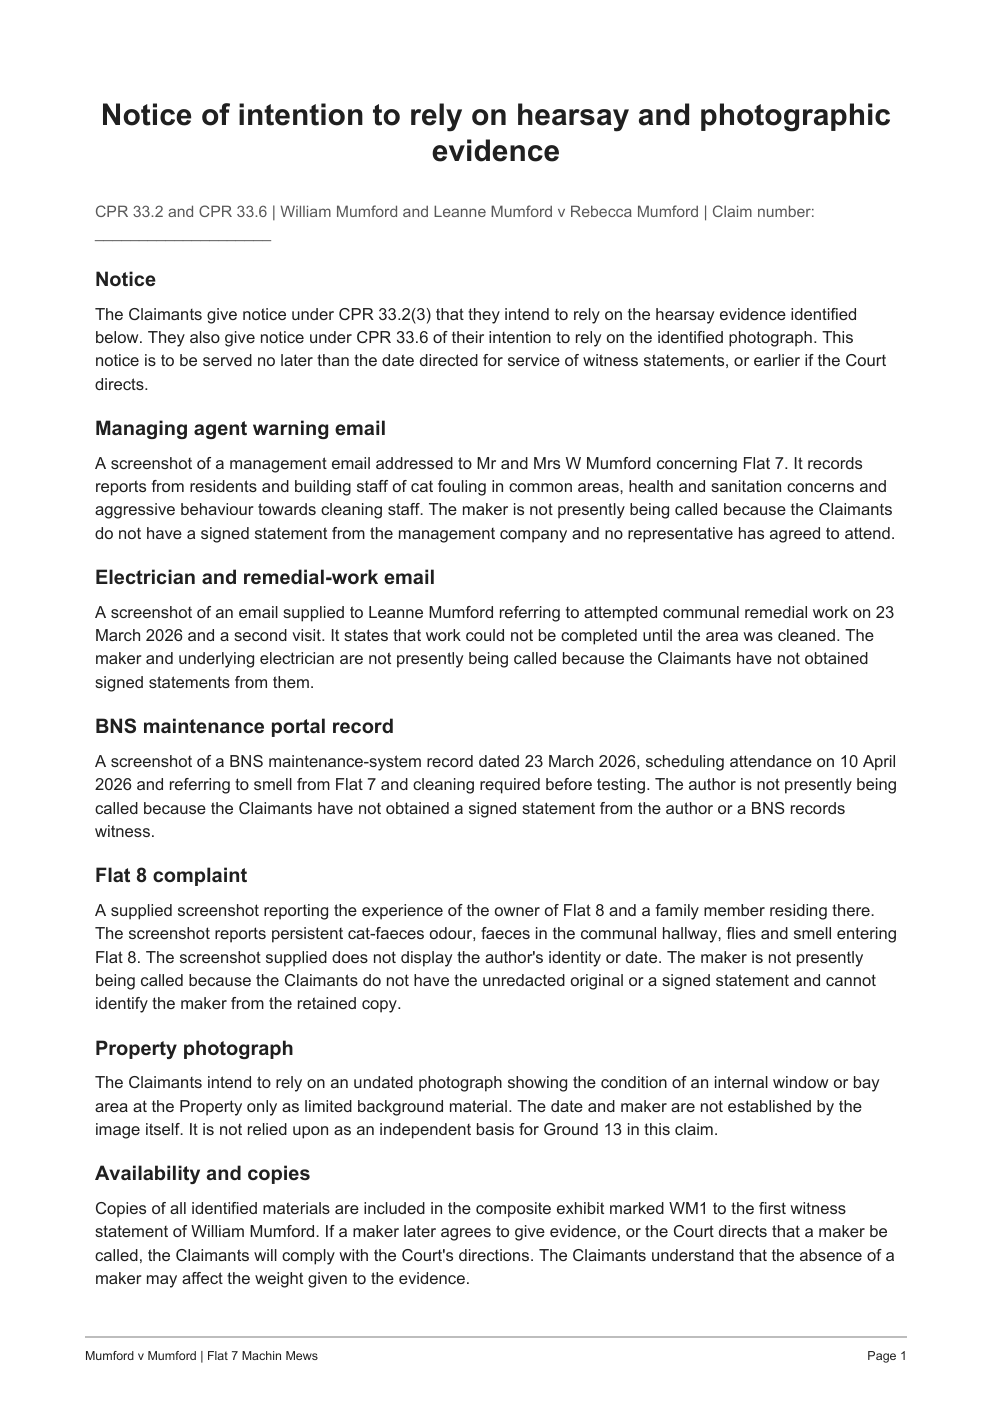 Notice of intention to rely on hearsay and photographic
evidence
CPR 33.2 and CPR 33.6 | William Mumford and Leanne Mumford v Rebecca Mumford | Claim number:
____________________
Notice
The Claimants give notice under CPR 33.2(3) that they intend to rely on the hearsay evidence identified
below. They also give notice under CPR 33.6 of their intention to rely on the identified photograph. This
notice is to be served no later than the date directed for service of witness statements, or earlier if the Court
directs.
Managing agent warning email
A screenshot of a management email addressed to Mr and Mrs W Mumford concerning Flat 7. It records
reports from residents and building staff of cat fouling in common areas, health and sanitation concerns and
aggressive behaviour towards cleaning staff. The maker is not presently being called because the Claimants
do not have a signed statement from the management company and no representative has agreed to attend.
Electrician and remedial-work email
A screenshot of an email supplied to Leanne Mumford referring to attempted communal remedial work on 23
March 2026 and a second visit. It states that work could not be completed until the area was cleaned. The
maker and underlying electrician are not presently being called because the Claimants have not obtained
signed statements from them.
BNS maintenance portal record
A screenshot of a BNS maintenance-system record dated 23 March 2026, scheduling attendance on 10 April
2026 and referring to smell from Flat 7 and cleaning required before testing. The author is not presently being
called because the Claimants have not obtained a signed statement from the author or a BNS records
witness.
Flat 8 complaint
A supplied screenshot reporting the experience of the owner of Flat 8 and a family member residing there.
The screenshot reports persistent cat-faeces odour, faeces in the communal hallway, flies and smell entering
Flat 8. The screenshot supplied does not display the author's identity or date. The maker is not presently
being called because the Claimants do not have the unredacted original or a signed statement and cannot
identify the maker from the retained copy.
Property photograph
The Claimants intend to rely on an undated photograph showing the condition of an internal window or bay
area at the Property only as limited background material. The date and maker are not established by the
image itself. It is not relied upon as an independent basis for Ground 13 in this claim.
Availability and copies
Copies of all identified materials are included in the composite exhibit marked WM1 to the first witness
statement of William Mumford. If a maker later agrees to give evidence, or the Court directs that a maker be
called, the Claimants will comply with the Court's directions. The Claimants understand that the absence of a
maker may affect the weight given to the evidence.
Mumford v Mumford | Flat 7 Machin Mews
Page 1